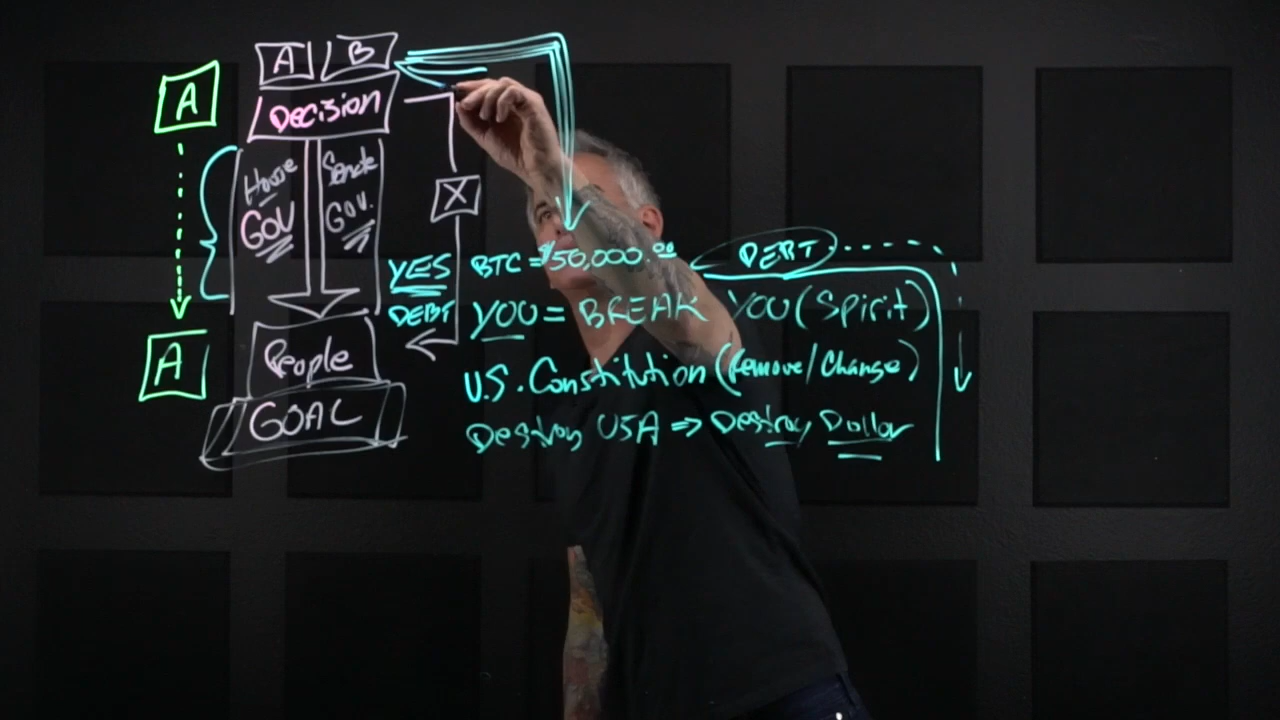 A B
A
Decision
House
GOV
Senate
GOV.
X
People
GOAL
A
YES
DEBT
BTC = $50,000.00
DEBT
YOU = BREAK YOU (Spirit)
U.S. Constitution (Remove/Change)
Destroy USA ⇒ Destroy Dollar